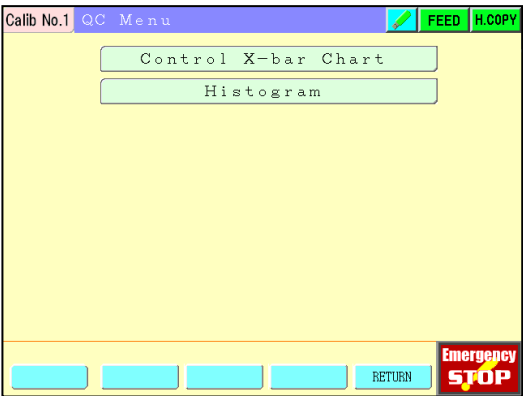 Calib No.1 QC Menu FEED H.COPY
Control X-bar Chart
Histogram
RETURN
Emergency
STOP